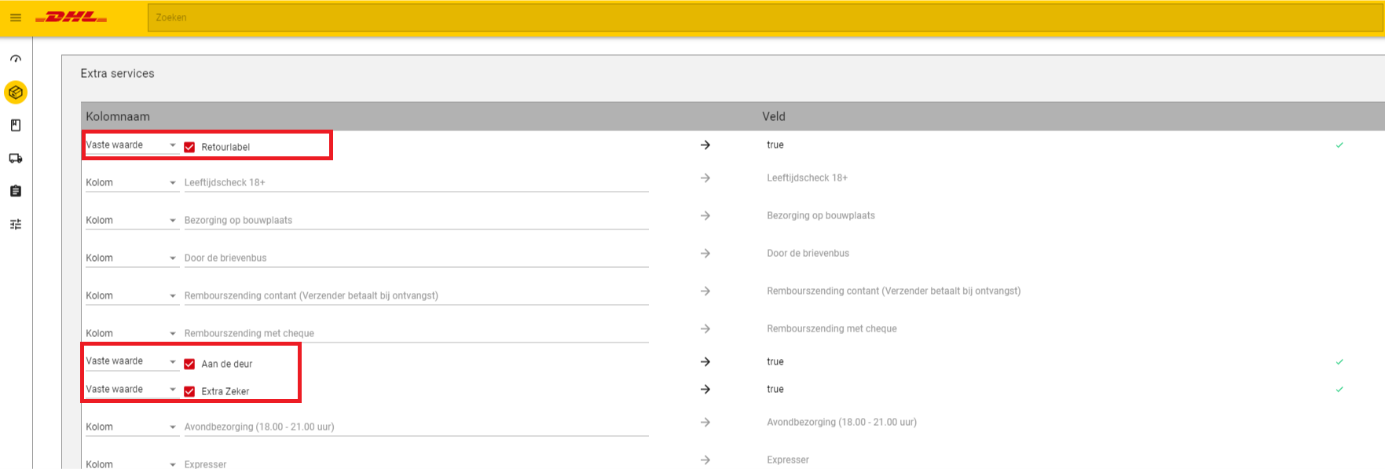 DHL Zoeken
Extra services
Kolomnaam Veld
Vaste waarde Retourlabel true
Kolom Leeftijdscheck 18+ Leeftijdscheck 18+
Kolom Bezorging op bouwplaats Bezorging op bouwplaats
Kolom Door de brievenbus Door de brievenbus
Kolom Rembourszending contant (Verzender betaalt bij ontvangst) Rembourszending contant (Verzender betaalt bij ontvangst)
Kolom Rembourszending met cheque Rembourszending met cheque
Vaste waarde Aan de deur true
Vaste waarde Extra Zeker true
Kolom Avondbezorging (18.00 - 21.00 uur) Avondbezorging (18.00 - 21.00 uur)
Kolom Expresser Expresser